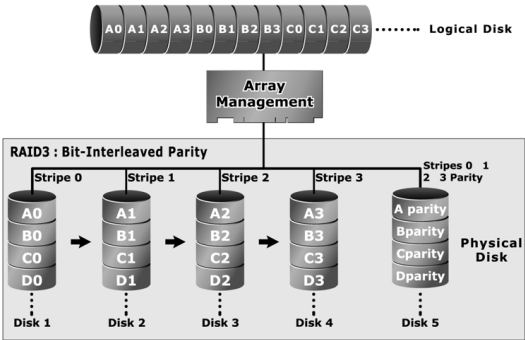 A0 A1 A2 A3 B0 B1 B2 B3 C0 C1 C2 C3 Logical Disk
Array
Management
RAID3 : Bit-Interleaved Parity
Stripe 0 Stripe 1 Stripe 2 Stripe 3 Stripes 0 1
2 3 Parity
A0 A1 A2 A3 A parity
B0 B1 B2 B3 Bparity
C0 C1 C2 C3 Cparity
D0 D1 D2 D3 Dparity
Physical
Disk
Disk 1 Disk 2 Disk 3 Disk 4 Disk 5